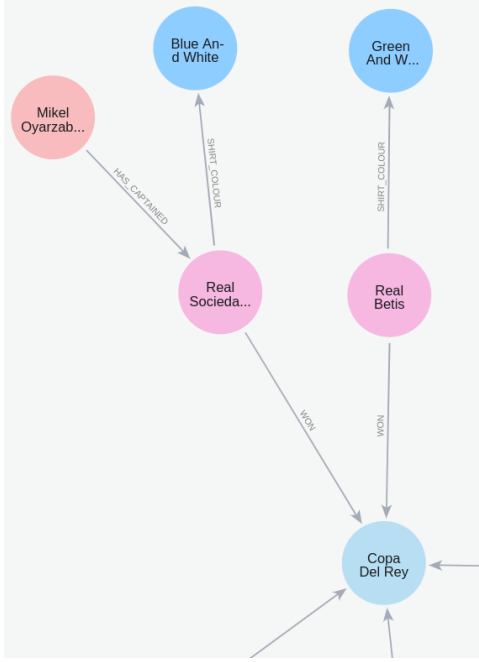 Blue An-
d White
Green
And W...
Mikel
Oyarzab...
HAS_CAPTAINED
SHIRT_COLOUR
SHIRT_COLOUR
Real
Socieda...
Real
Betis
WON
WON
Copa
Del Rey